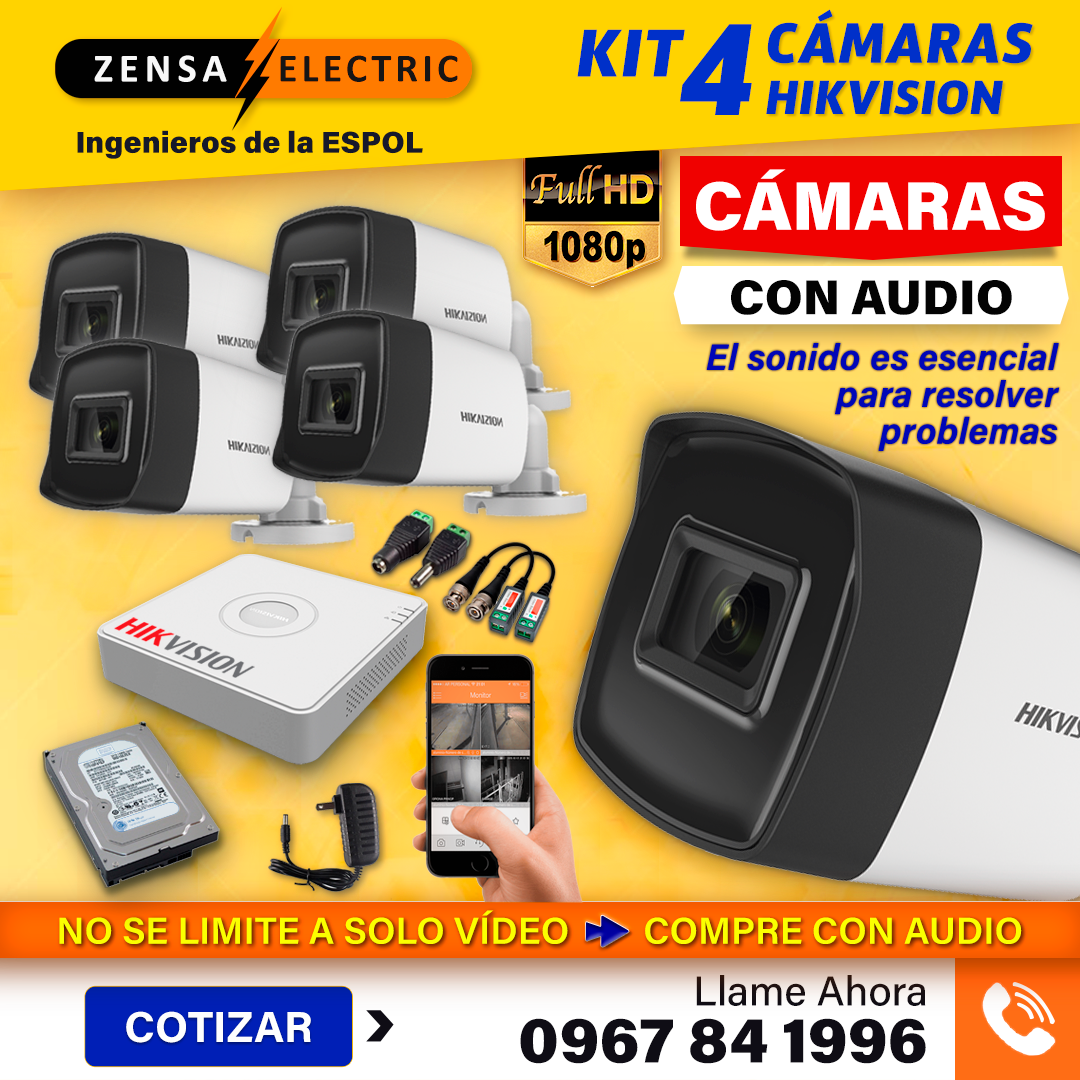 ZENSA ELECTRIC
Ingenieros de la ESPOL
KIT 4 CÁMARAS
HIKVISION
Full HD
1080p
CÁMARAS
CON AUDIO
El sonido es esencial
para resolver
problemas
HIKVISION
HIKVISION
HIKVISION
HIKVISION
HIKVIS
HIKVISION
Monitor
NO SE LIMITE A SOLO VÍDEO COMPRE CON AUDIO
COTIZAR
Llame Ahora
0967 84 1996